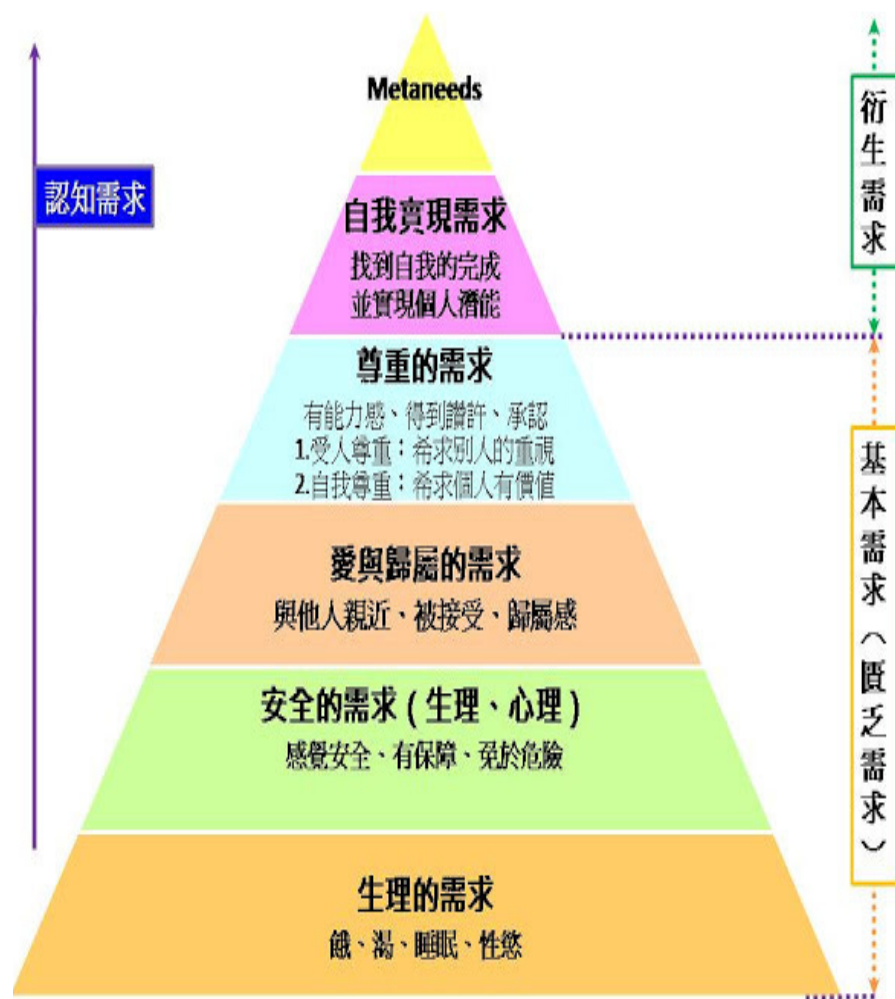 Metaneeds
認知需求
自我實現需求
找到自我的完成
並實現個人潛能
尊重的需求
有能力感、得到讚許、承認
1.受人尊重：希求別人的重視
2.自我尊重：希求個人有價值
愛與歸屬的需求
與他人親近、被接受、歸屬感
安全的需求(生理、心理)
感覺安全、有保障、免於危險
生理的需求
餓、渴、睡眠、性慾
衍生需求
基本需求（匱乏需求）